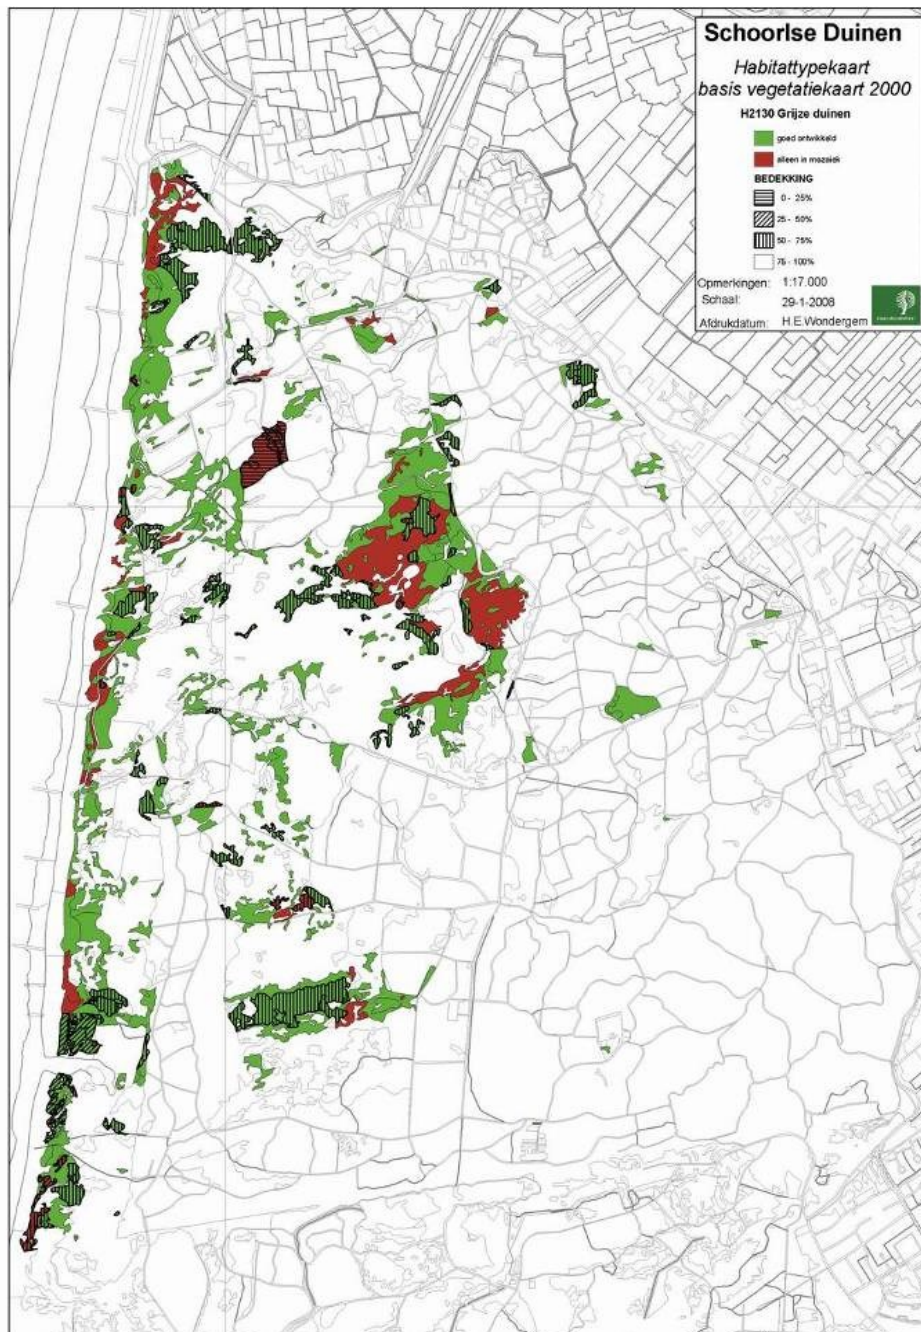 Schoorlse Duinen
Habitattypekaart
basis vegetatiekaart 2000
H2130 Grijze duinen
goed ontwikkeld
alleen in mozaiek
BEDEKKING
0 - 25%
25 - 50%
50 - 75%
75 - 100%
Opmerkingen: 1:17.000
Schaal: 29-1-2008
Afdrukdatum: H.E.Wondergem